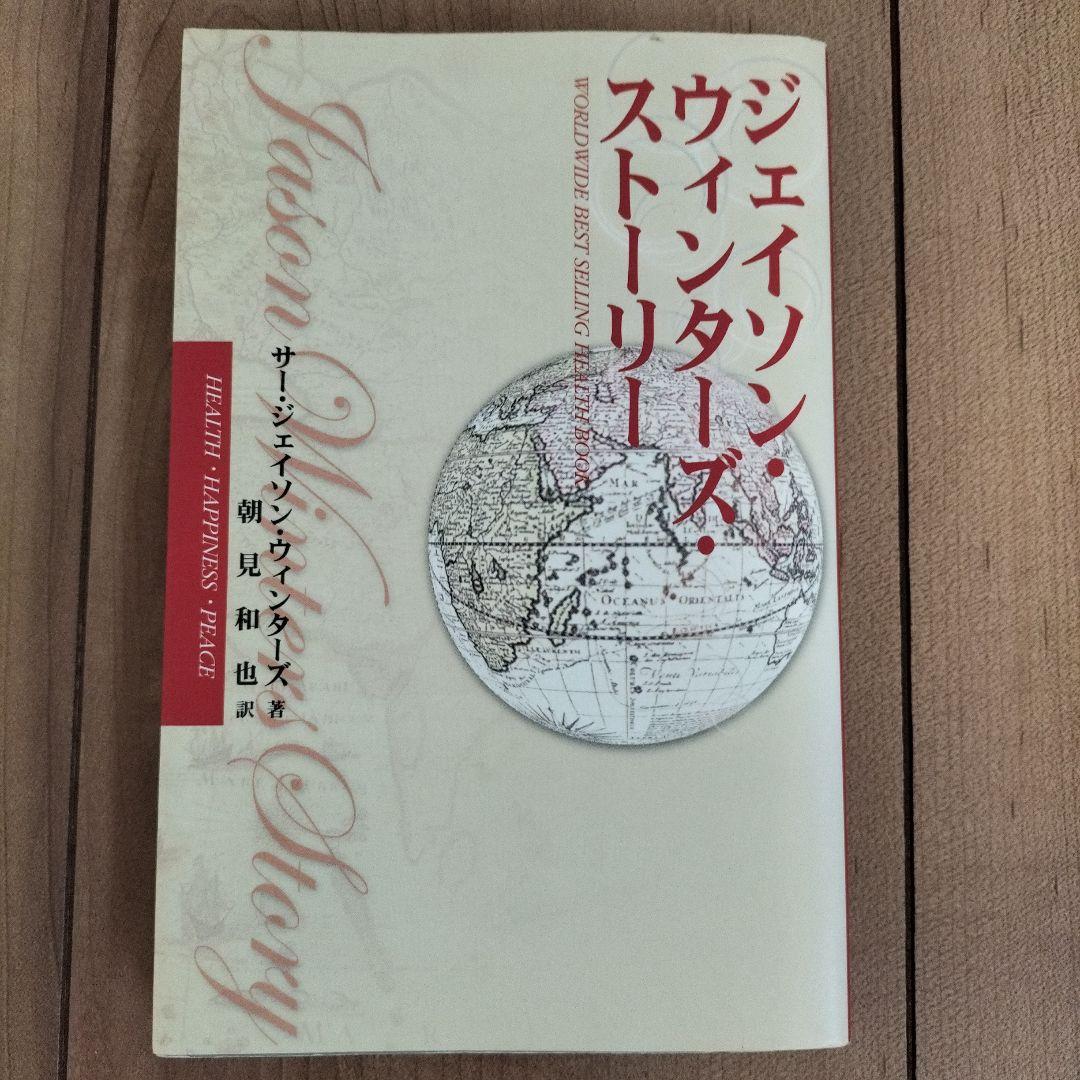 ジェイソン・
ウィンターズ・
ストーリー
WORLDWIDE BEST SELLING HEALTH BOOK
Jason Winters Story
サー・ジェイソン・ウィンターズ 著
朝見和也 訳
HEALTH・HAPPINESS・PEACE
MAR
OCEANUS ORIENTALIS